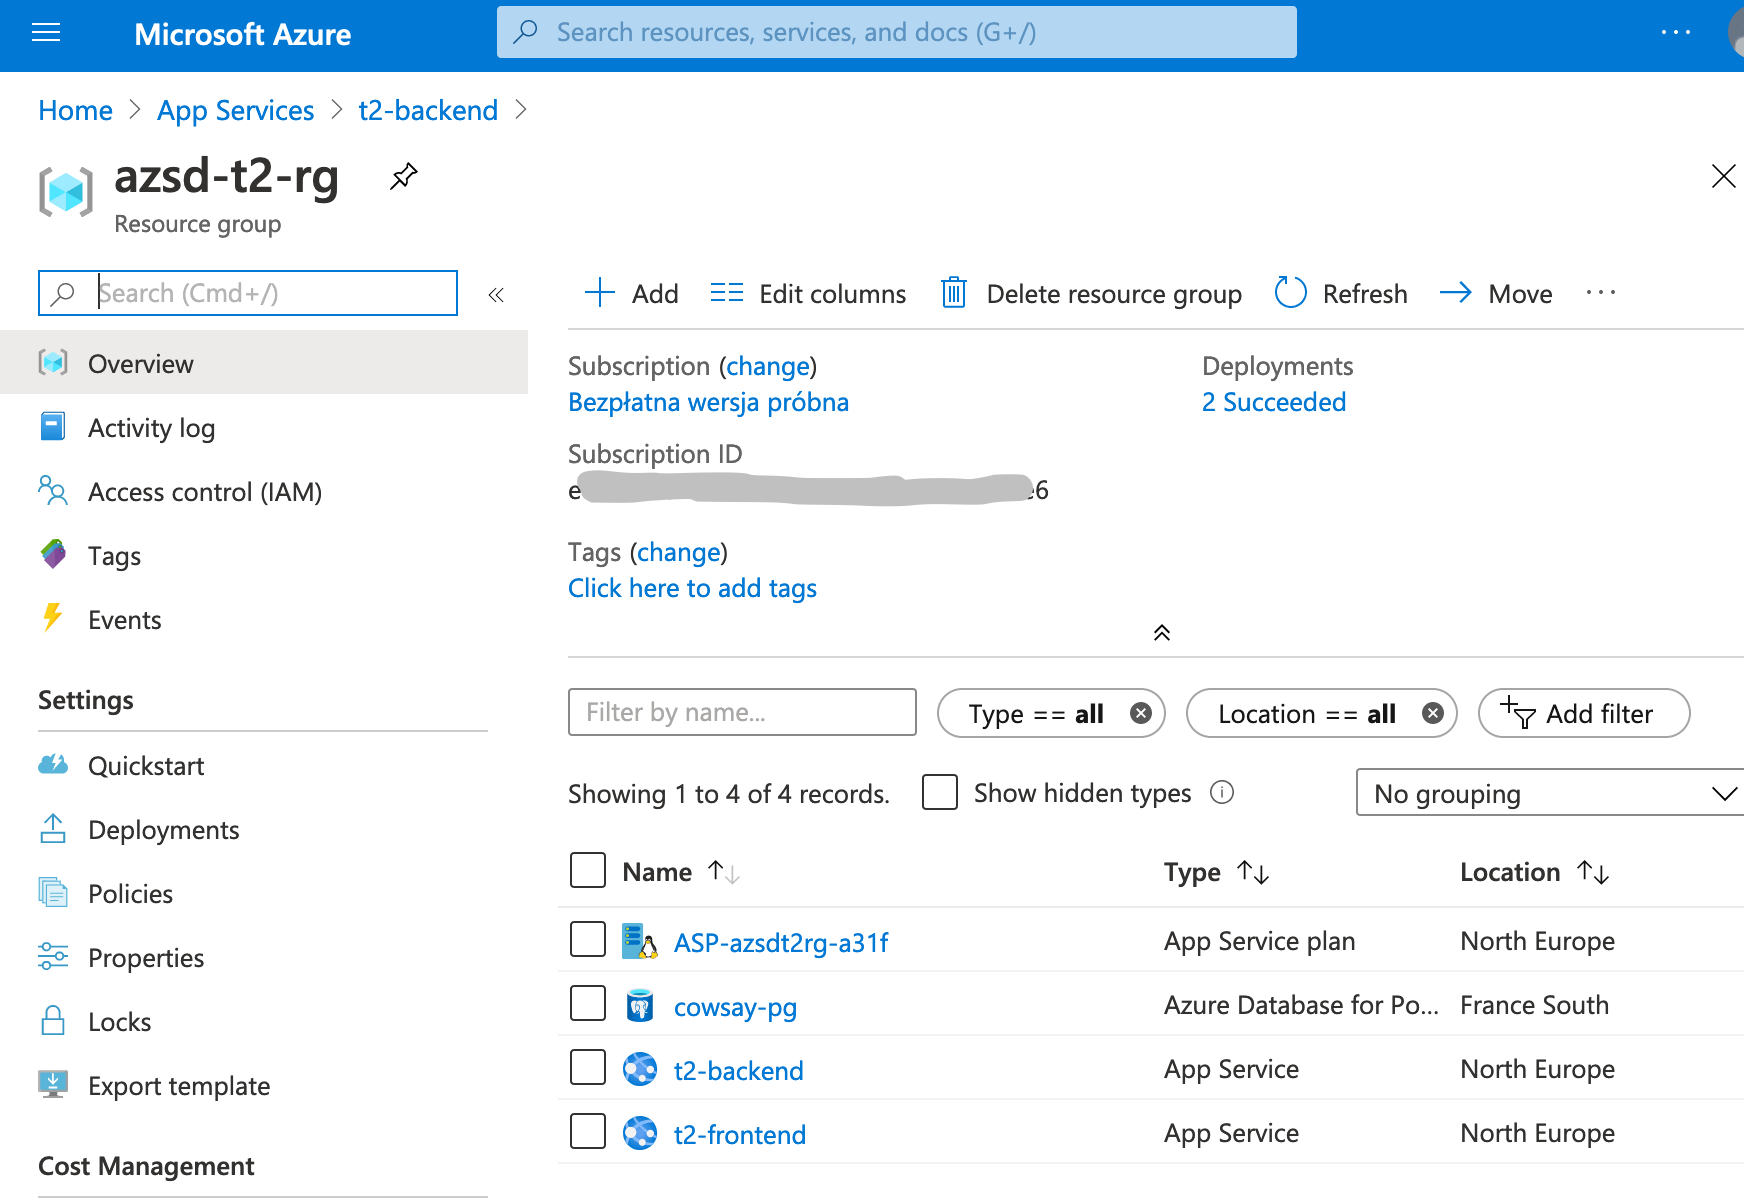 Microsoft Azure
Search resources, services, and docs (G+/)
Home > App Services > t2-backend >
azsd-t2-rg
Resource group
Search (Cmd+/)
«
Overview
Activity log
Access control (IAM)
Tags
Events
Settings
Quickstart
Deployments
Policies
Properties
Locks
Export template
Cost Management
Add Edit columns Delete resource group Refresh Move ...
Subscription (change)
Bezpłatna wersja próbna
Deployments
2 Succeeded
Subscription ID
e
6
Tags (change)
Click here to add tags
Filter by name...
Type == all
Location == all
Add filter
Showing 1 to 4 of 4 records.
Show hidden types
No grouping
Name Type Location
ASP-azsdt2rg-a31f App Service plan North Europe
cowsay-pg Azure Database for Po... France South
t2-backend App Service North Europe
t2-frontend App Service North Europe